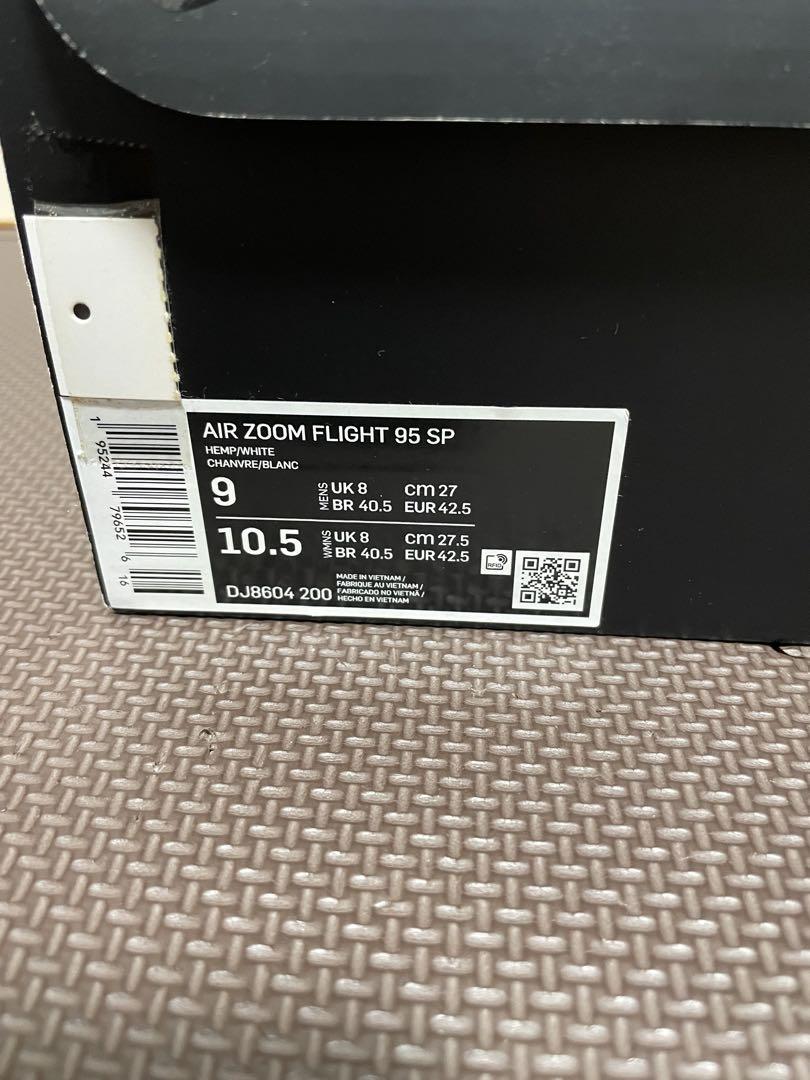 AIR ZOOM FLIGHT 95 SP
HEMP/WHITE
CHANVRE/BLANC
9
MENS
UK 8 cm 27
BR 40.5 EUR 42.5
10.5
WMNS
UK 8 cm 27.5
BR 40.5 EUR 42.5
RFID
DJ8604 200
MADE IN VIETNAM /
FABRIQUE AU VIETNAM /
FABRICADO NO VIETNÃ /
HECHO EN VIETNAM
1 95244 79652 6 16